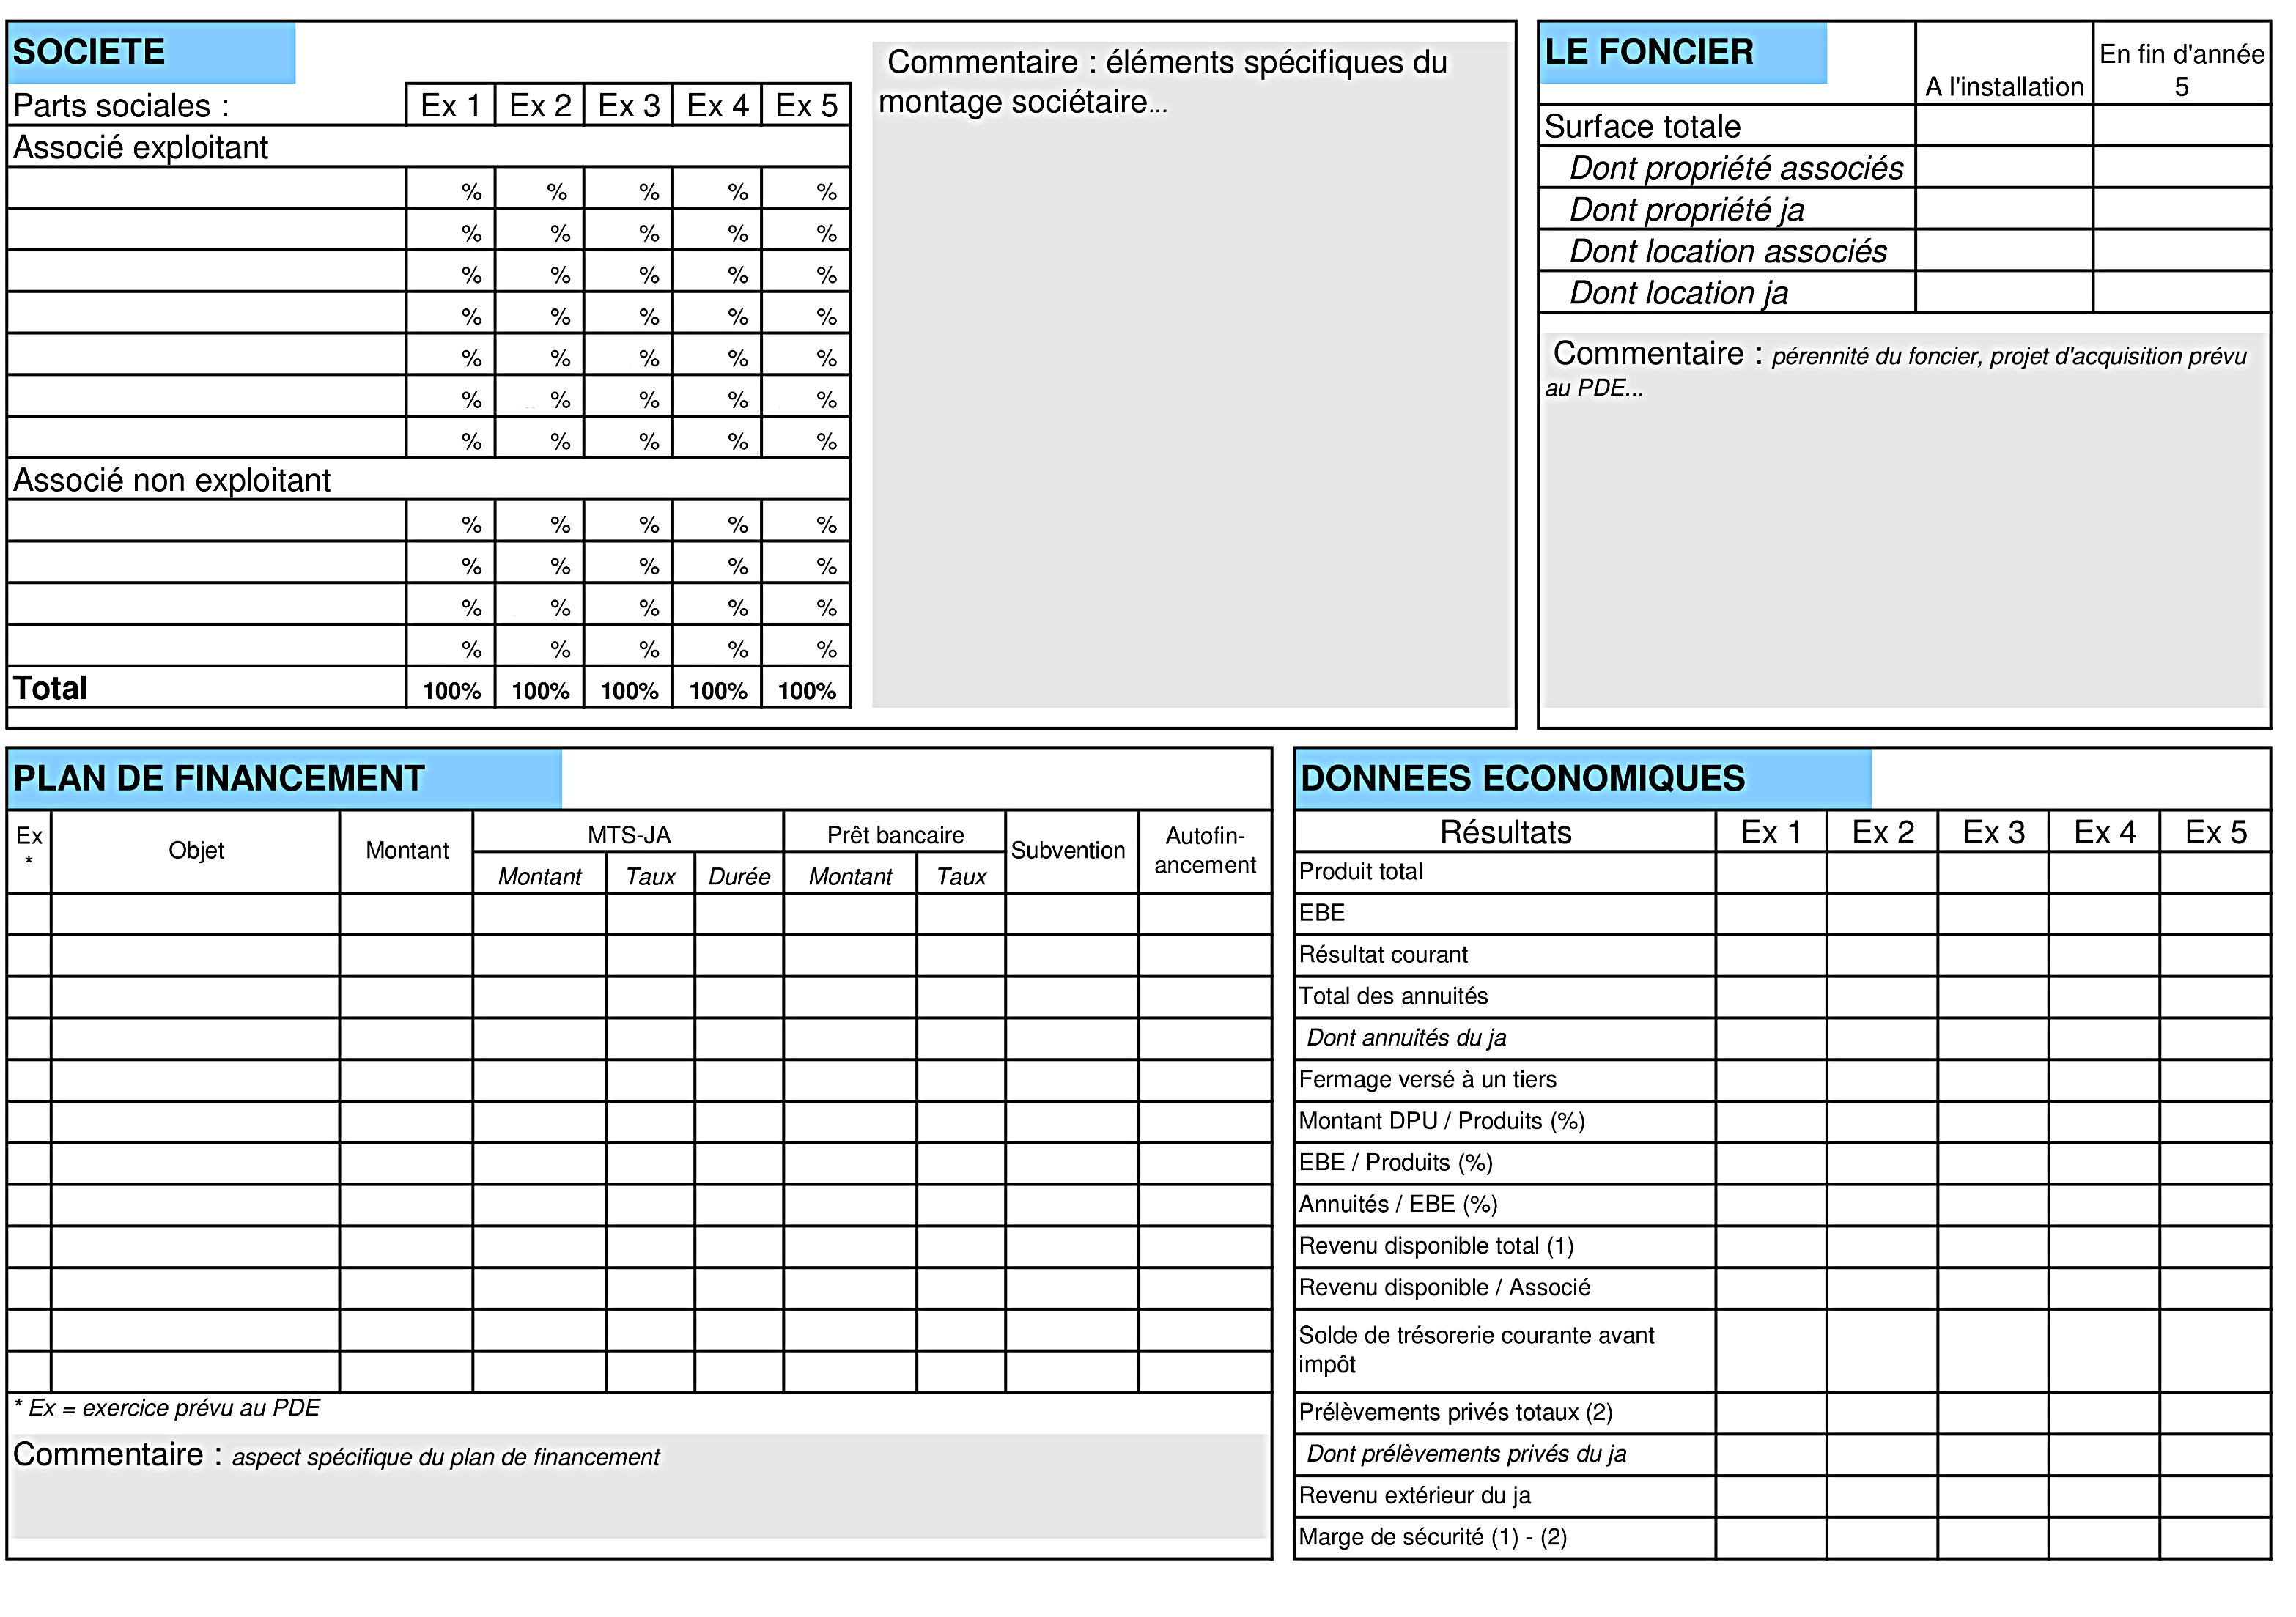 SOCIETE
Parts sociales : Ex 1 Ex 2 Ex 3 Ex 4 Ex 5
Associé exploitant
% % % % %
% % % % %
% % % % %
% % % % %
% % % % %
% % % % %
% % % % %
Associé non exploitant
% % % % %
% % % % %
% % % % %
% % % % %
Total 100% 100% 100% 100% 100%
Commentaire : éléments spécifiques du
montage sociétaire...
LE FONCIER
A l'installation
En fin d'année
5
Surface totale
Dont propriété associés
Dont propriété ja
Dont location associés
Dont location ja
Commentaire : pérennité du foncier, projet d'acquisition prévu
au PDE...
PLAN DE FINANCEMENT
Ex
*
Objet
Montant
MTS-JA
Montant Taux Durée
Prêt bancaire
Montant Taux
Subvention
Autofin-
ancement
* Ex = exercice prévu au PDE
Commentaire : aspect spécifique du plan de financement
DONNEES ECONOMIQUES
Résultats Ex 1 Ex 2 Ex 3 Ex 4 Ex 5
Produit total
EBE
Résultat courant
Total des annuités
Dont annuités du ja
Fermage versé à un tiers
Montant DPU / Produits (%)
EBE / Produits (%)
Annuités / EBE (%)
Revenu disponible total (1)
Revenu disponible / Associé
Solde de trésorerie courante avant
impôt
Prélèvements privés totaux (2)
Dont prélèvements privés du ja
Revenu extérieur du ja
Marge de sécurité (1) - (2)